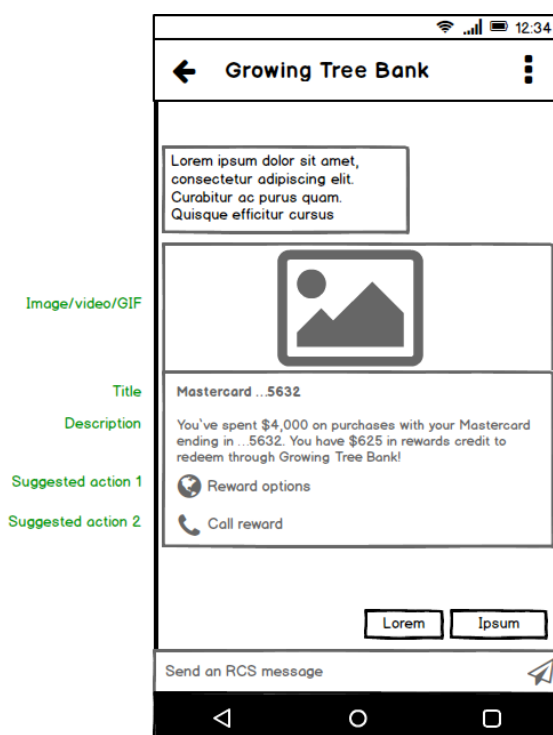 12:34
Growing Tree Bank
Lorem ipsum dolor sit amet,
consectetur adipiscing elit.
Curabitur ac purus quam.
Quisque efficitur cursus
Image/video/GIF
Title
Mastercard ...5632
Description
You`ve spent $4,000 on purchases with your Mastercard
ending in ...5632. You have $625 in rewards credit to
redeem through Growing Tree Bank!
Suggested action 1
Reward options
Suggested action 2
Call reward
Lorem
Ipsum
Send an RCS message